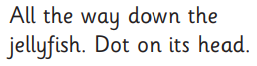 All the way down the
jellyfish. Dot on its head.